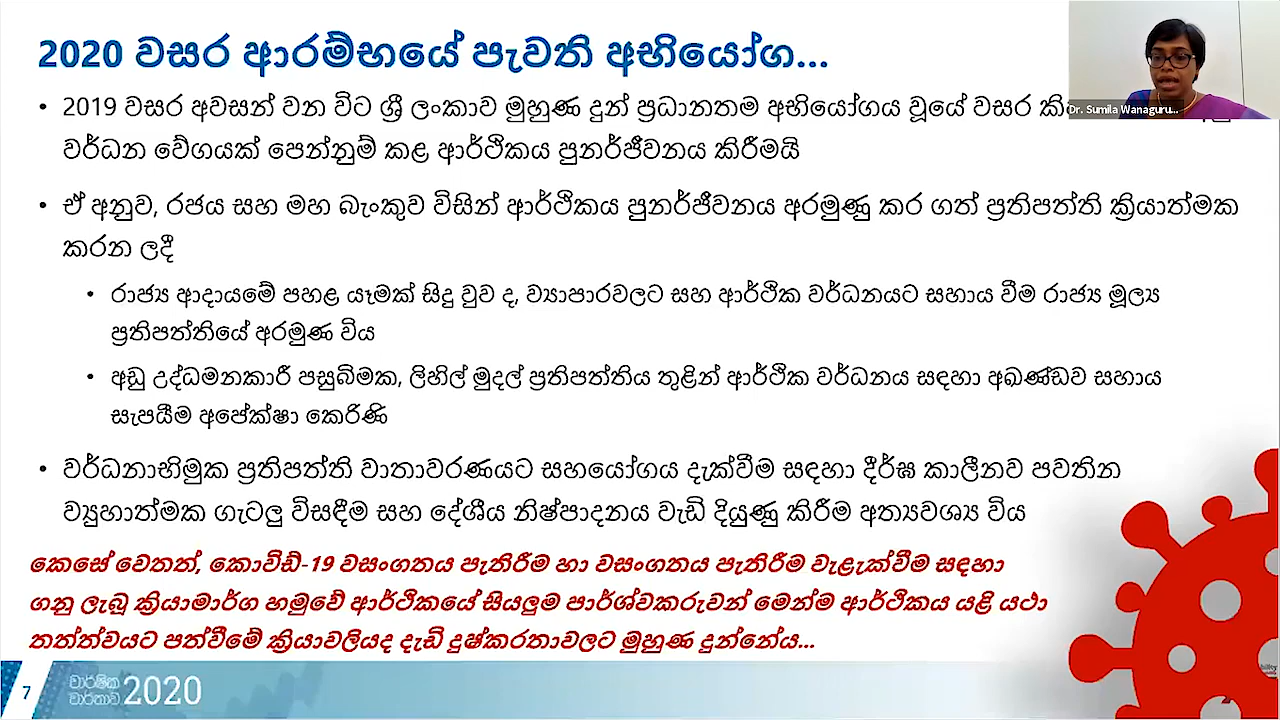 2020 වසර ආරම්භයේ පැවති අභියෝග...
Dr. Sumila Wanaguru...
• 2019 වසර අවසන් වන විට ශ්‍රී ලංකාව මුහුණ දුන් ප්‍රධානතම අභියෝගය වූයේ වසර
වර්ධන වේගයක් පෙන්නුම් කළ ආර්ථිකය පුනර්ජීවනය කිරීමයි
• ඒ අනුව, රජය සහ මහ බැංකුව විසින් ආර්ථිකය පුනර්ජීවනය අරමුණු කර ගත් ප්‍රතිපත්ති ක්‍රියාත්මක
කරන ලදී
• රාජ්‍ය ආදායමේ පහළ යෑමක් සිදු වුව ද, ව්‍යාපාරවලට සහ ආර්ථික වර්ධනයට සහාය වීම රාජ්‍ය මූල්‍ය
ප්‍රතිපත්තියේ අරමුණ විය
• අඩු උද්ධමනකාරී පසුබිමක, ලිහිල් මුදල් ප්‍රතිපත්තිය තුළින් ආර්ථික වර්ධනය සඳහා අඛණ්ඩව සහාය
සැපයීම අපේක්ෂා කෙරිණි
• වර්ධනාභිමුක ප්‍රතිපත්ති වාතාවරණයට සහයෝගය දැක්වීම සඳහා දීර්ඝ කාලීනව පවතින
ව්‍යුහාත්මක ගැටලු විසඳීම සහ දේශීය නිෂ්පාදනය වැඩි දියුණු කිරීම අත්‍යවශ්‍ය විය
කෙසේ වෙතත්, කොවිඩ්-19 වසංගතය පැතිරීම හා වසංගතය පැතිරීම වැළැක්වීම සඳහා
ගනු ලැබූ ක්‍රියාමාර්ග හමුවේ ආර්ථිකයේ සියලුම පාර්ශ්වකරුවන් මෙන්ම ආර්ථිකය යළි යථා
තත්ත්වයට පත්වීමේ ක්‍රියාවලියද දැඩි දුෂ්කරතාවලට මුහුණ දුන්නේය...
7
වාර්ෂික
වාර්තාව 2020